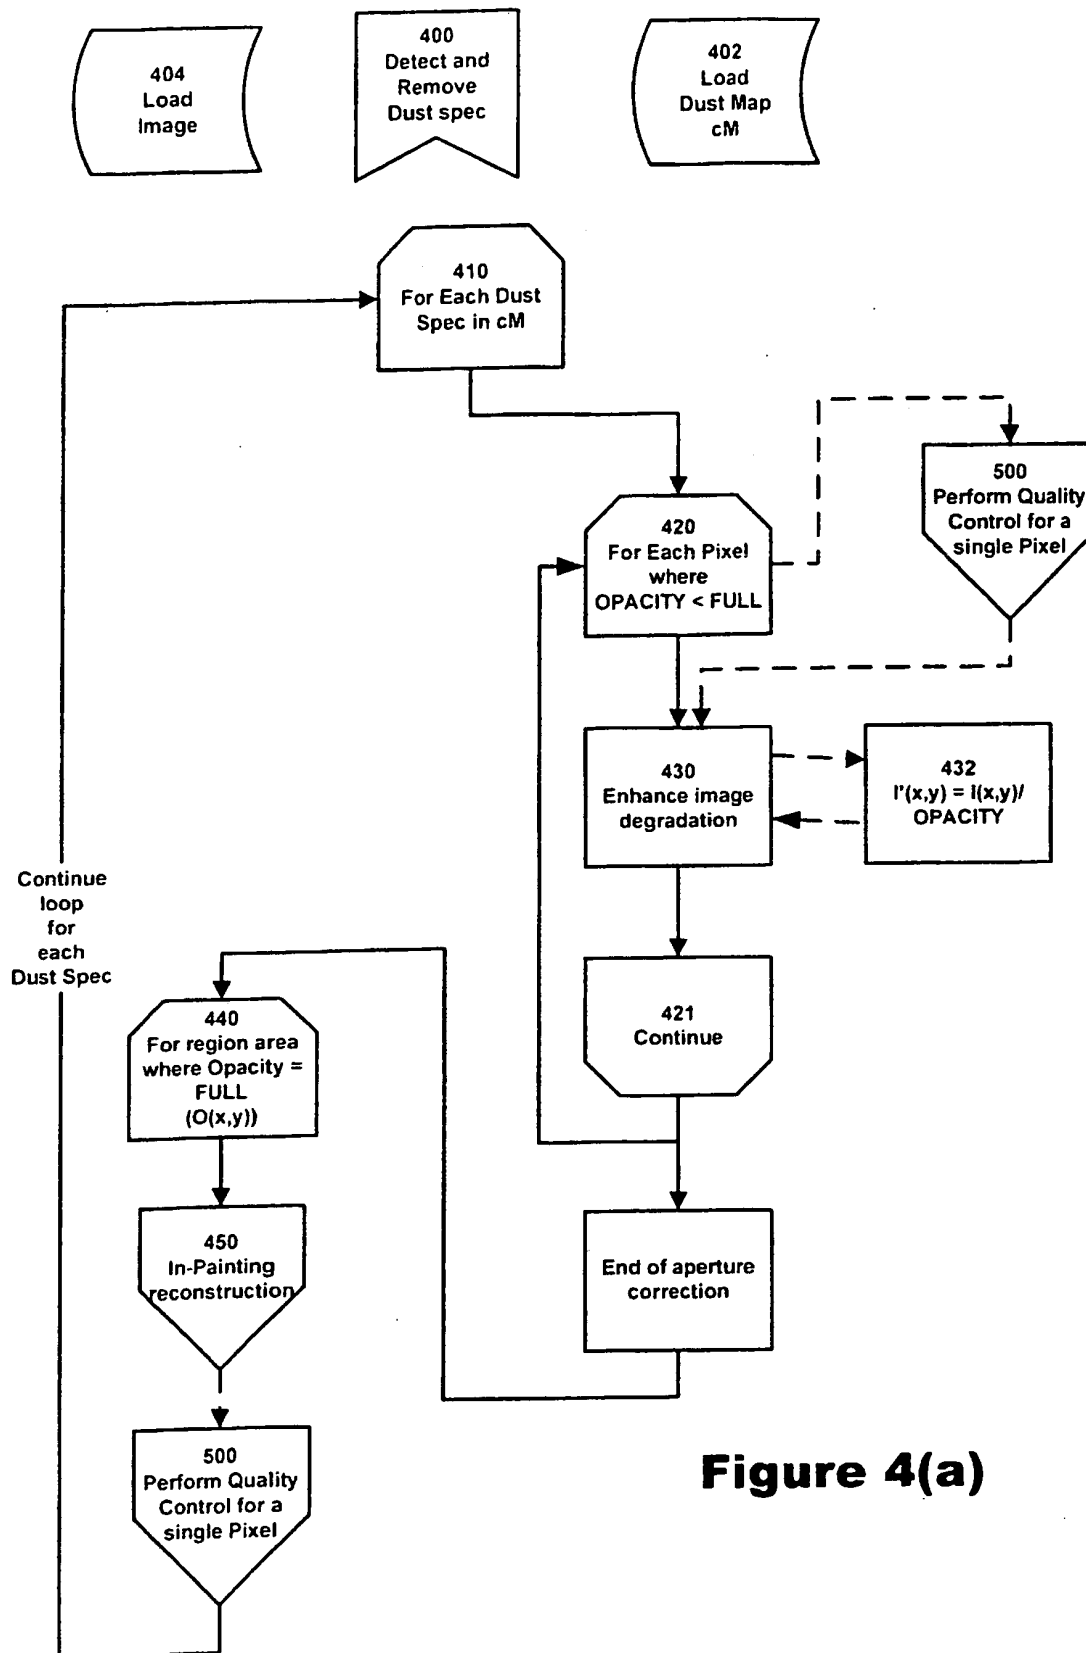 404
Load
Image
400
Detect and
Remove
Dust spec
402
Load
Dust Map
cM
410
For Each Dust
Spec in cM
500
Perform Quality
Control for a
single Pixel
420
For Each Pixel
where
OPACITY < FULL
430
Enhance image
degradation
432
I'(x,y) = I(x,y)/
OPACITY
Continue
loop
for
each
Dust Spec
421
Continue
440
For region area
where Opacity =
FULL
(O(x,y))
450
In-Painting
reconstruction
End of aperture
correction
500
Perform Quality
Control for a
single Pixel
Figure 4(a)